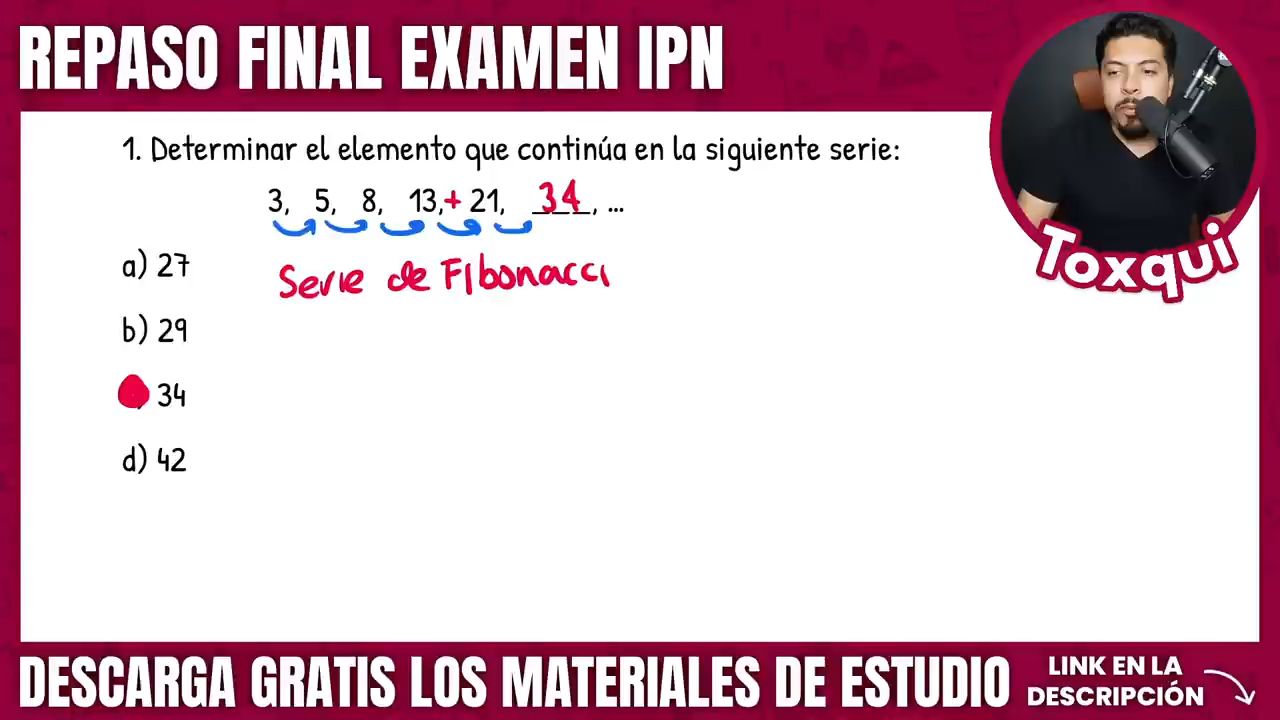 REPASO FINAL EXAMEN IPN
1. Determinar el elemento que continúa en la siguiente serie:
3, 5, 8, 13,+ 21, 34, ...
a) 27
Serie de Fibonacci
b) 29
34
d) 42
Toxqui
DESCARGA GRATIS LOS MATERIALES DE ESTUDIO
LINK EN LA
DESCRIPCIÓN